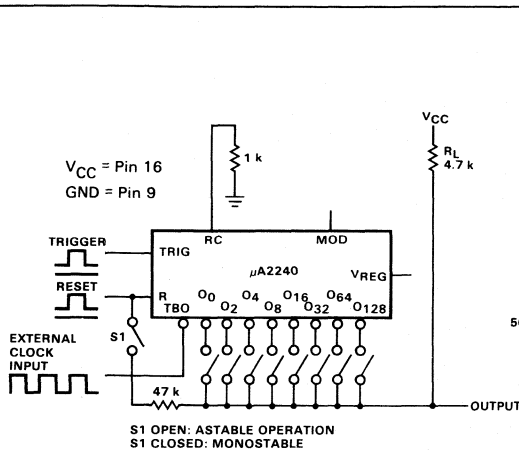 VCC
VCC = Pin 16
GND = Pin 9
1 k
RL
4.7 k
TRIGGER
RESET
RC
MOD
TRIG
µA2240
VREG
R
TBO
O0
O2
O4
O8
O16
O32
O64
O128
S1
EXTERNAL
CLOCK
INPUT
47 k
OUTPUT
S1 OPEN: ASTABLE OPERATION
S1 CLOSED: MONOSTABLE